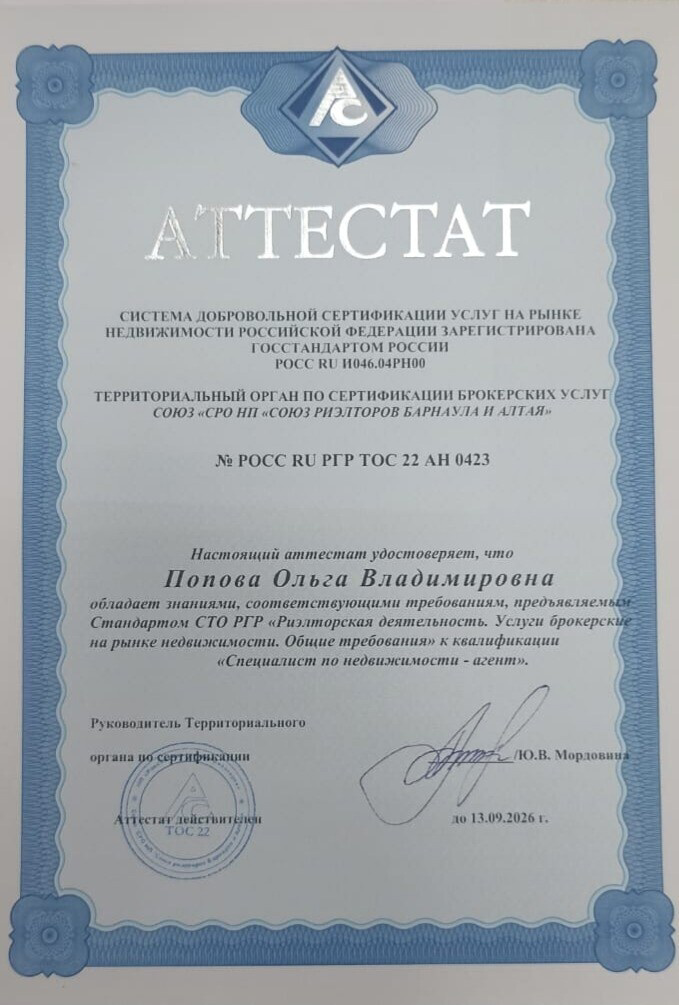 АС
АТТЕСТАТ
СИСТЕМА ДОБРОВОЛЬНОЙ СЕРТИФИКАЦИИ УСЛУГ НА РЫНКЕ
НЕДВИЖИМОСТИ РОССИЙСКОЙ ФЕДЕРАЦИИ ЗАРЕГИСТРИРОВАНА
ГОССТАНДАРТОМ РОССИИ
РОСС RU И046.04РН00
ТЕРРИТОРИАЛЬНЫЙ ОРГАН ПО СЕРТИФИКАЦИИ БРОКЕРСКИХ УСЛУГ
СОЮЗ «СРО НП «СОЮЗ РИЭЛТОРОВ БАРНАУЛА И АЛТАЯ»
№ РОСС RU РГР ТОС 22 АН 0423
Настоящий аттестат удостоверяет, что
Попова Ольга Владимировна
обладает знаниями, соответствующими требованиям, предъявляемым
Стандартом СТО РГР «Риэлторская деятельность. Услуги брокерские
на рынке недвижимости. Общие требования» к квалификации
«Специалист по недвижимости - агент».
Руководитель Территориального
органа по сертификации /Ю.В. Мордовина
Аттестат действителен до 13.09.2026 г.
ТОС 22